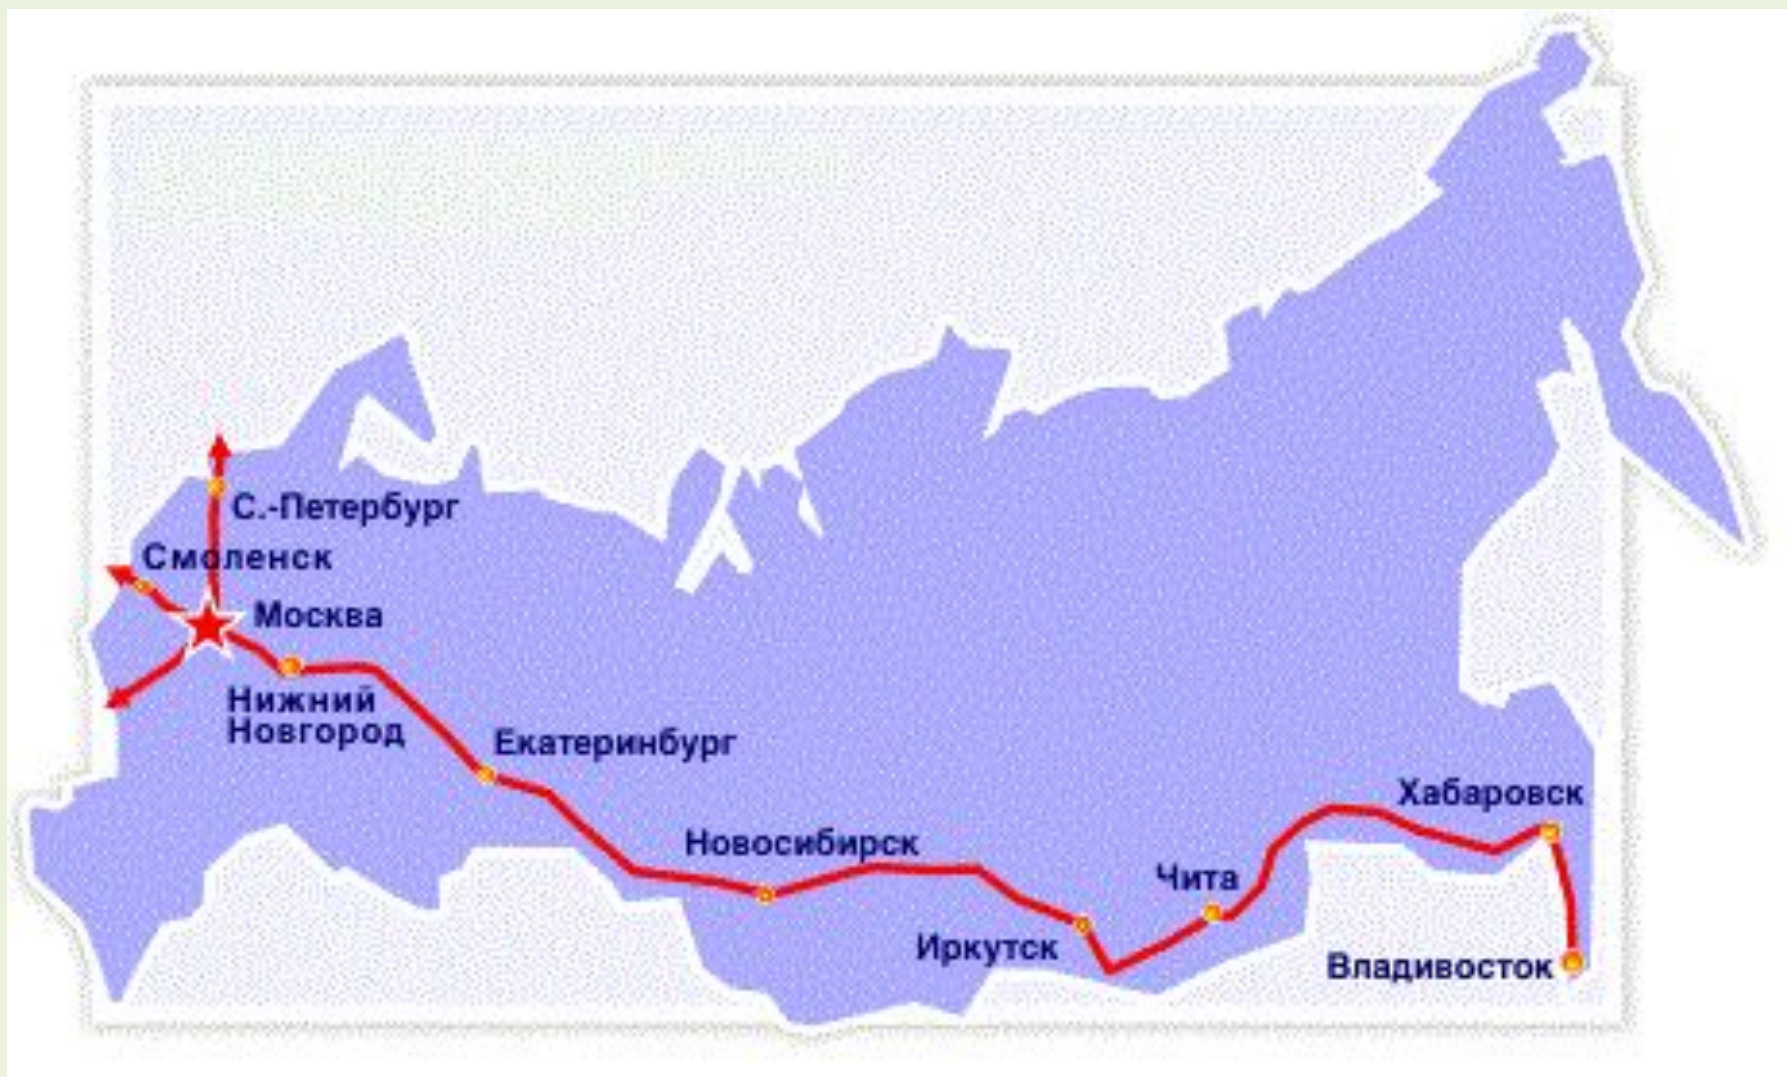 С.-Петербург
Смоленск
Москва
Нижний
Новгород
Екатеринбург
Хабаровск
Новосибирск
Чита
Иркутск
Владивосток